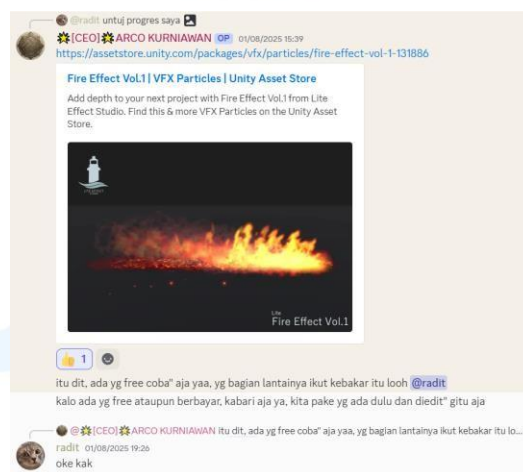 @radit untuj progres saya
[CEO] ARCO KURNIAWAN OP 01/08/2025 15:39
https://assetstore.unity.com/packages/vfx/particles/fire-effect-vol-1-131886
Fire Effect Vol.1 | VFX Particles | Unity Asset Store
Add depth to your next project with Fire Effect Vol.1 from Lite
Effect Studio. Find this & more VFX Particles on the Unity Asset
Store.
Lite
Fire Effect Vol.1
1
itu dit, ada yg free coba" aja yaa, yg bagian lantainya ikut kebakar itu looh @radit
kalo ada yg free ataupun berbayar, kabari aja ya, kita pake yg ada dulu dan diedit" gitu aja
@[CEO] ARCO KURNIAWAN itu dit, ada yg free coba" aja yaa, yg bagian lantainya ikut kebakar itu lo...
radit 01/08/2025 19:26
oke kak